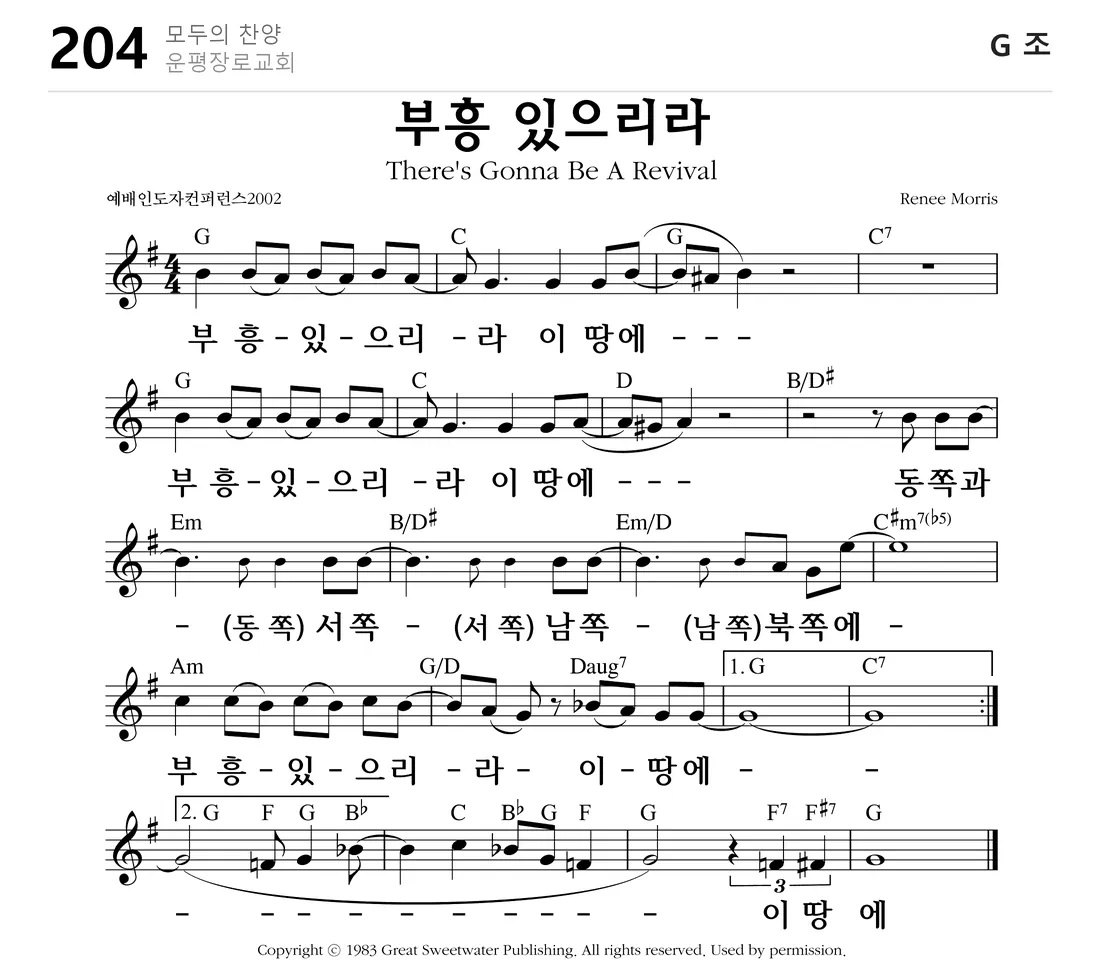 204 모두의 찬양
운평장로교회
G 조
부흥 있으리라
There's Gonna Be A Revival
예배인도자컨퍼런스2002
Renee Morris
G C G C7
부 흥 - 있 - 으 리 - 라 이 땅 에 - - -
G C D B/D♯
부 흥 - 있 - 으 리 - 라 이 땅 에 - - - 동 쪽 과
Em B/D♯ Em/D C♯m7(♭5)
- (동 쪽) 서 쪽 - (서 쪽) 남 쪽 - (남 쪽) 북 쪽 에 -
Am G/D Daug7 1. G C7
부 흥 - 있 - 으 리 - 라 - 이 - 땅 에 - -
2. G F G B♭ C B♭ G F G F7 F♯7 G
3
- - - - - - - - - 이 땅 에
Copyright © 1983 Great Sweetwater Publishing. All rights reserved. Used by permission.